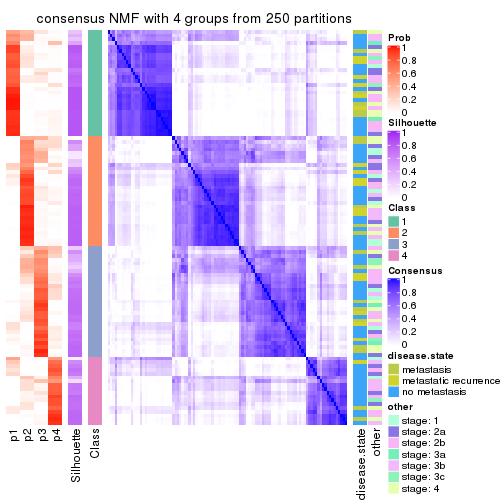 consensus NMF with 4 groups from 250 partitions
Prob
1
0.8
0.6
0.4
0.2
0
Silhouette
1
0.8
0.6
0.4
0.2
0
Class
1
2
3
4
Consensus
1
0.8
0.6
0.4
0.2
0
disease.state
metastasis
metastatic recurrence
no metastasis
other
stage: 1
stage: 2a
stage: 2b
stage: 3a
stage: 3b
stage: 3c
stage: 4
p1
p2
p3
p4
Silhouette
Class
disease.state
other